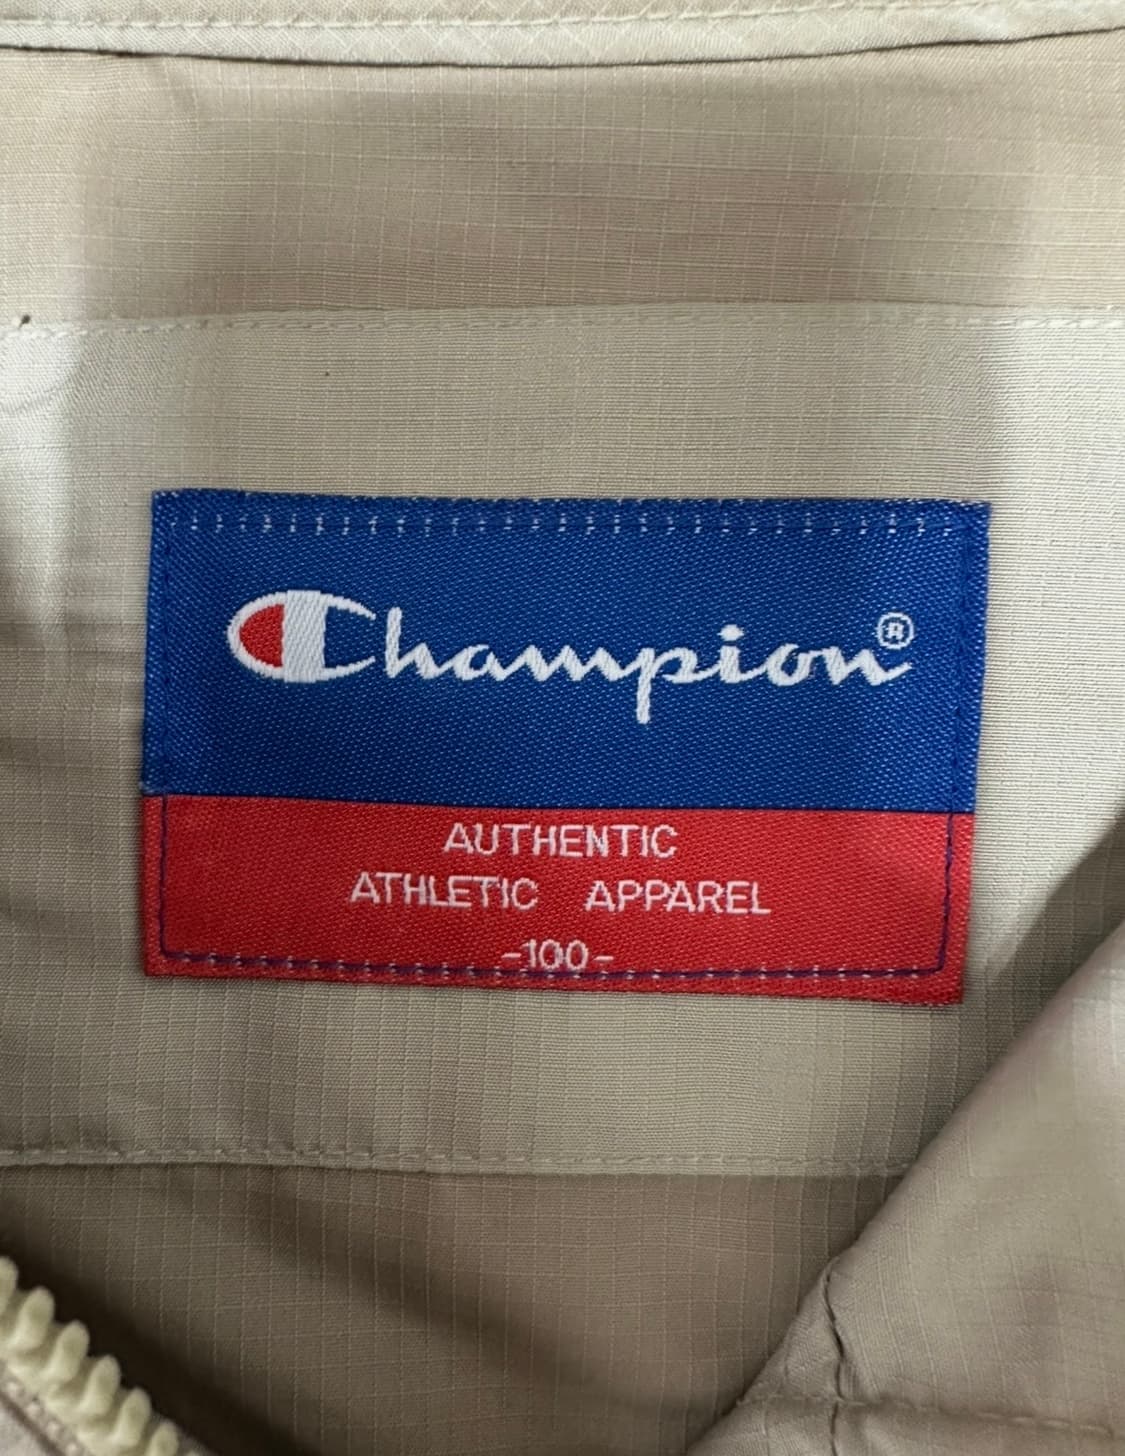 Champion®
AUTHENTIC
ATHLETIC APPAREL
-100-